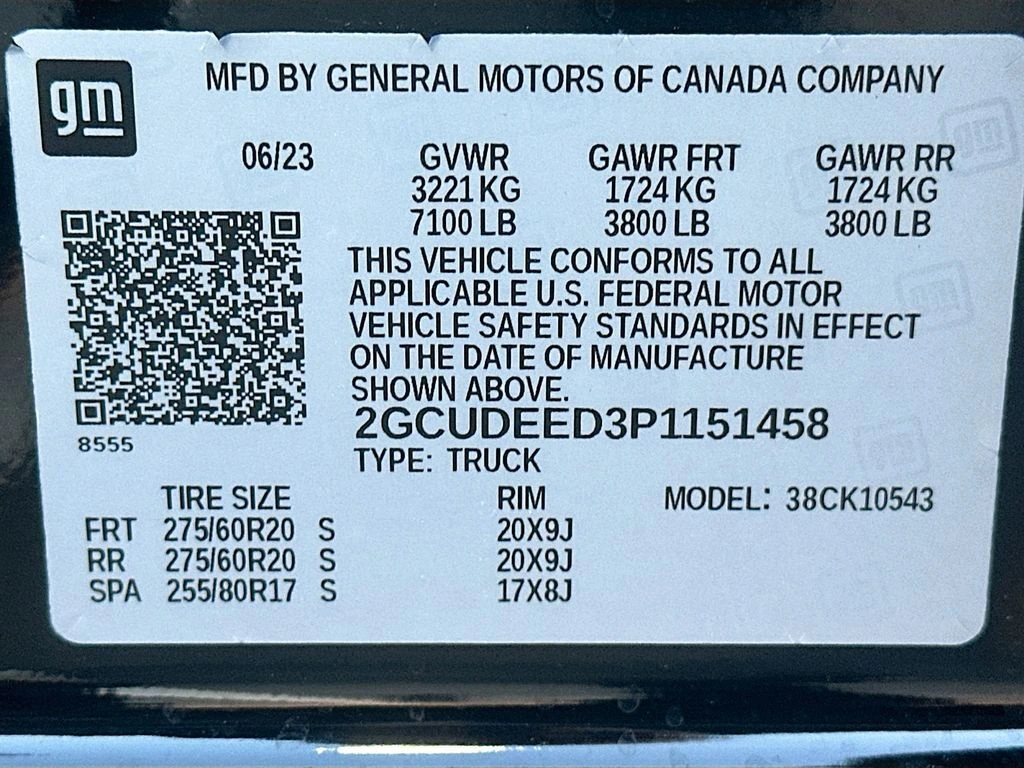 gm
MFD BY GENERAL MOTORS OF CANADA COMPANY
06/23 GVWR GAWR FRT GAWR RR
3221 KG 1724 KG 1724 KG
7100 LB 3800 LB 3800 LB
THIS VEHICLE CONFORMS TO ALL
APPLICABLE U.S. FEDERAL MOTOR
VEHICLE SAFETY STANDARDS IN EFFECT
ON THE DATE OF MANUFACTURE
SHOWN ABOVE.
2GCUDEED3P1151458
8555
TYPE: TRUCK
TIRE SIZE RIM MODEL: 38CK10543
FRT 275/60R20 S 20X9J
RR 275/60R20 S 20X9J
SPA 255/80R17 S 17X8J